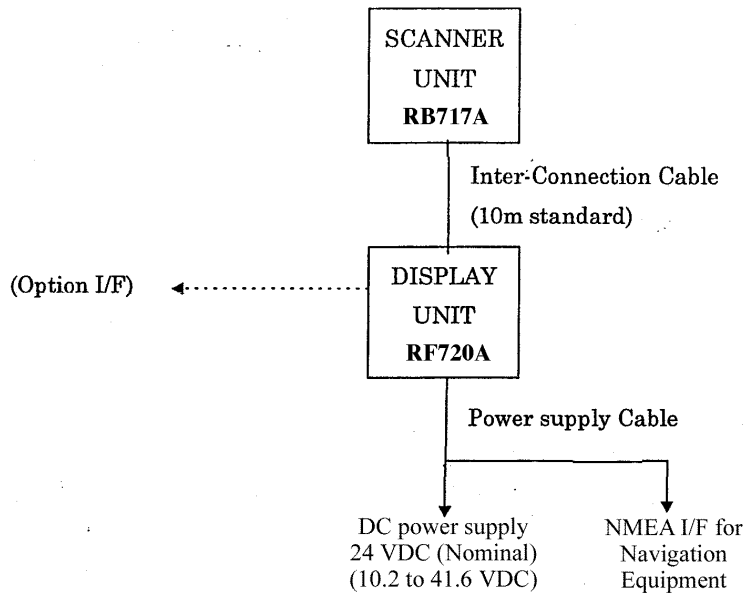 SCANNER
UNIT
RB717A
Inter-Connection Cable
(10m standard)
(Option I/F)
DISPLAY
UNIT
RF720A
Power supply Cable
DC power supply
24 VDC (Nominal)
(10.2 to 41.6 VDC)
NMEA I/F for
Navigation
Equipment